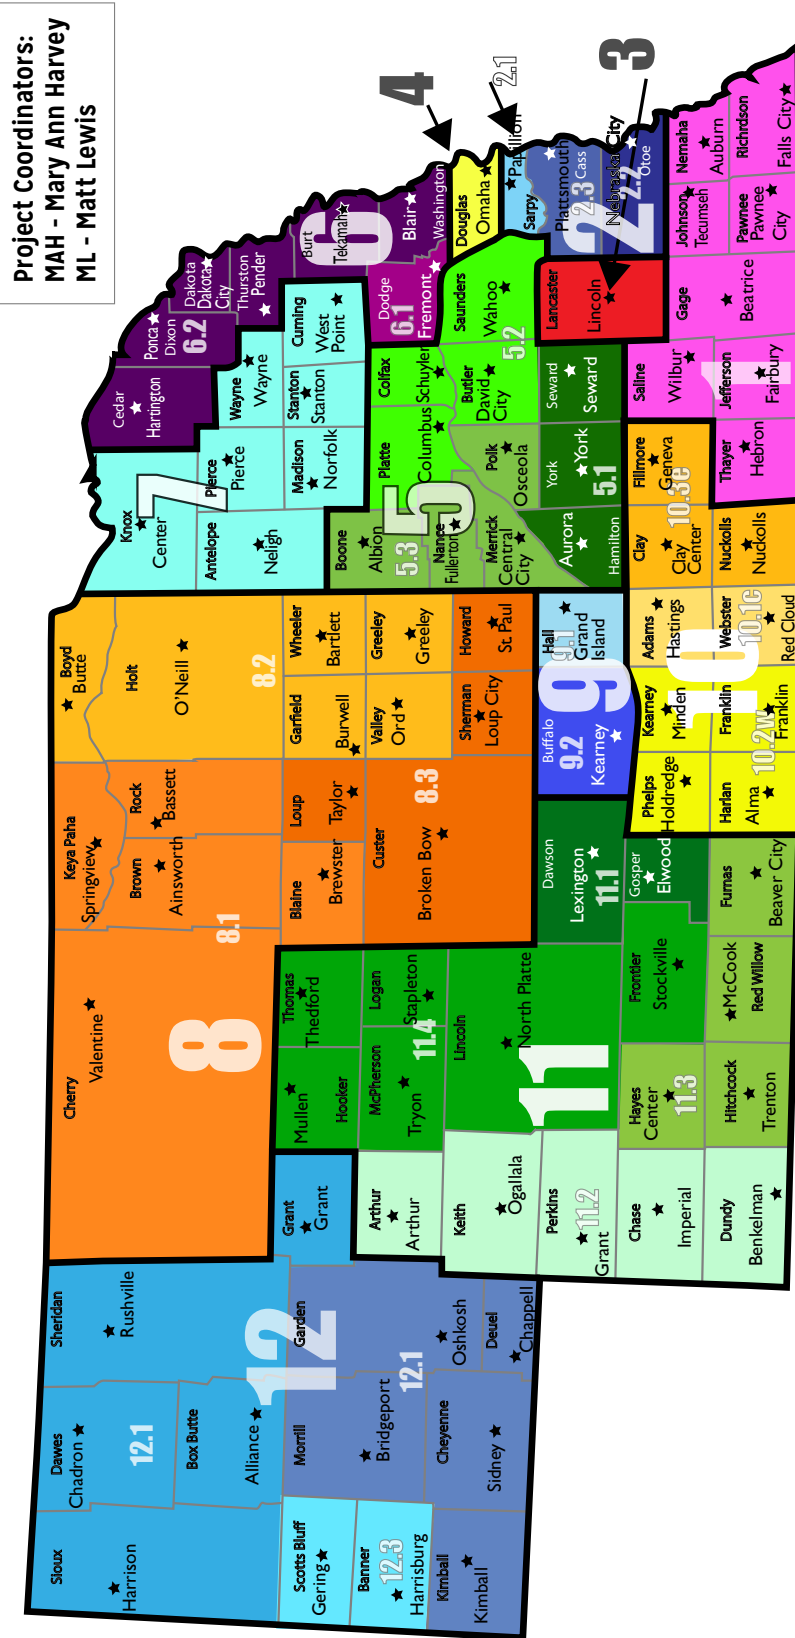 Project Coordinators:
MAH - Mary Ann Harvey
ML - Matt Lewis
Sioux
Harrison
Dawes
Chadron
12.1
Box Butte
Alliance
Sheridan
Rushville
12
Scotts Bluff
Gering
Banner
12.3
Harrisburg
Kimball
Kimball
Morrill
Bridgeport
Cheyenne
Sidney
12.1
Garden
Oshkosh
Deuel
Chappell
Grant
Grant
Cherry
Valentine
8
8.1
Keya Paha
Springview
Brown
Ainsworth
Rock
Bassett
Boyd
Butte
Holt
O'Neill
8.2
Blaine
Brewster
Loup
Taylor
Custer
Broken Bow
8.3
Garfield
Burwell
Wheeler
Bartlett
Valley
Ord
Greeley
Greeley
Sherman
Loup City
Howard
St Paul
Arthur
Arthur
Keith
Ogallala
Perkins
11.2
Grant
Chase
Imperial
Dundy
Benkelman
Mullen
Hooker
Thomas
Thedford
McPherson
Tryon
Logan
Stapleton
11.4
Lincoln
North Platte
11
Hayes
Center
11.3
Hitchcock
Trenton
Frontier
Stockville
McCook
Red Willow
Furnas
Beaver City
Dawson
Lexington
11.1
Gosper
Elwood
Buffalo
9.2
Kearney
9
Hall
9.1
Grand
Island
Phelps
Holdredge
Harlan
Alma
10.2w
Kearney
Minden
Franklin
Franklin
10
Adams
Hastings
Webster
10.1c
Red Cloud
Clay
Clay
Center
10.3e
Fillmore
Geneva
Nuckolls
Nuckolls
Knox
Center
7
Antelope
Neligh
Pierce
Pierce
Madison
Norfolk
Wayne
Wayne
Stanton
Stanton
Cuming
West
Point
Cedar
Hartington
Ponca
Dixon
6.2
Dakota
Dakota
City
Thurston
Pender
Burt
Tekamah
6
Blair
Washington
Dodge
6.1
Fremont
Boone
Albion
5.3
Nance
Fullerton
Merrick
Central
City
5
Platte
Columbus
Colfax
Schuyler
Polk
Osceola
Butler
David
City
5.2
Saunders
Wahoo
Aurora
Hamilton
York
York
5.1
Seward
Seward
4
Douglas
Omaha
2.1
Papillion
Sarpy
Plattsmouth
2.3
Cass
2
Nebraska City
2.2
Otoe
3
Lancaster
Lincoln
Saline
Wilbur
Thayer
Hebron
Jefferson
Fairbury
1
Gage
Beatrice
Johnson
Tecumseh
Pawnee
Pawnee
City
Nemaha
Auburn
Richrdson
Falls City